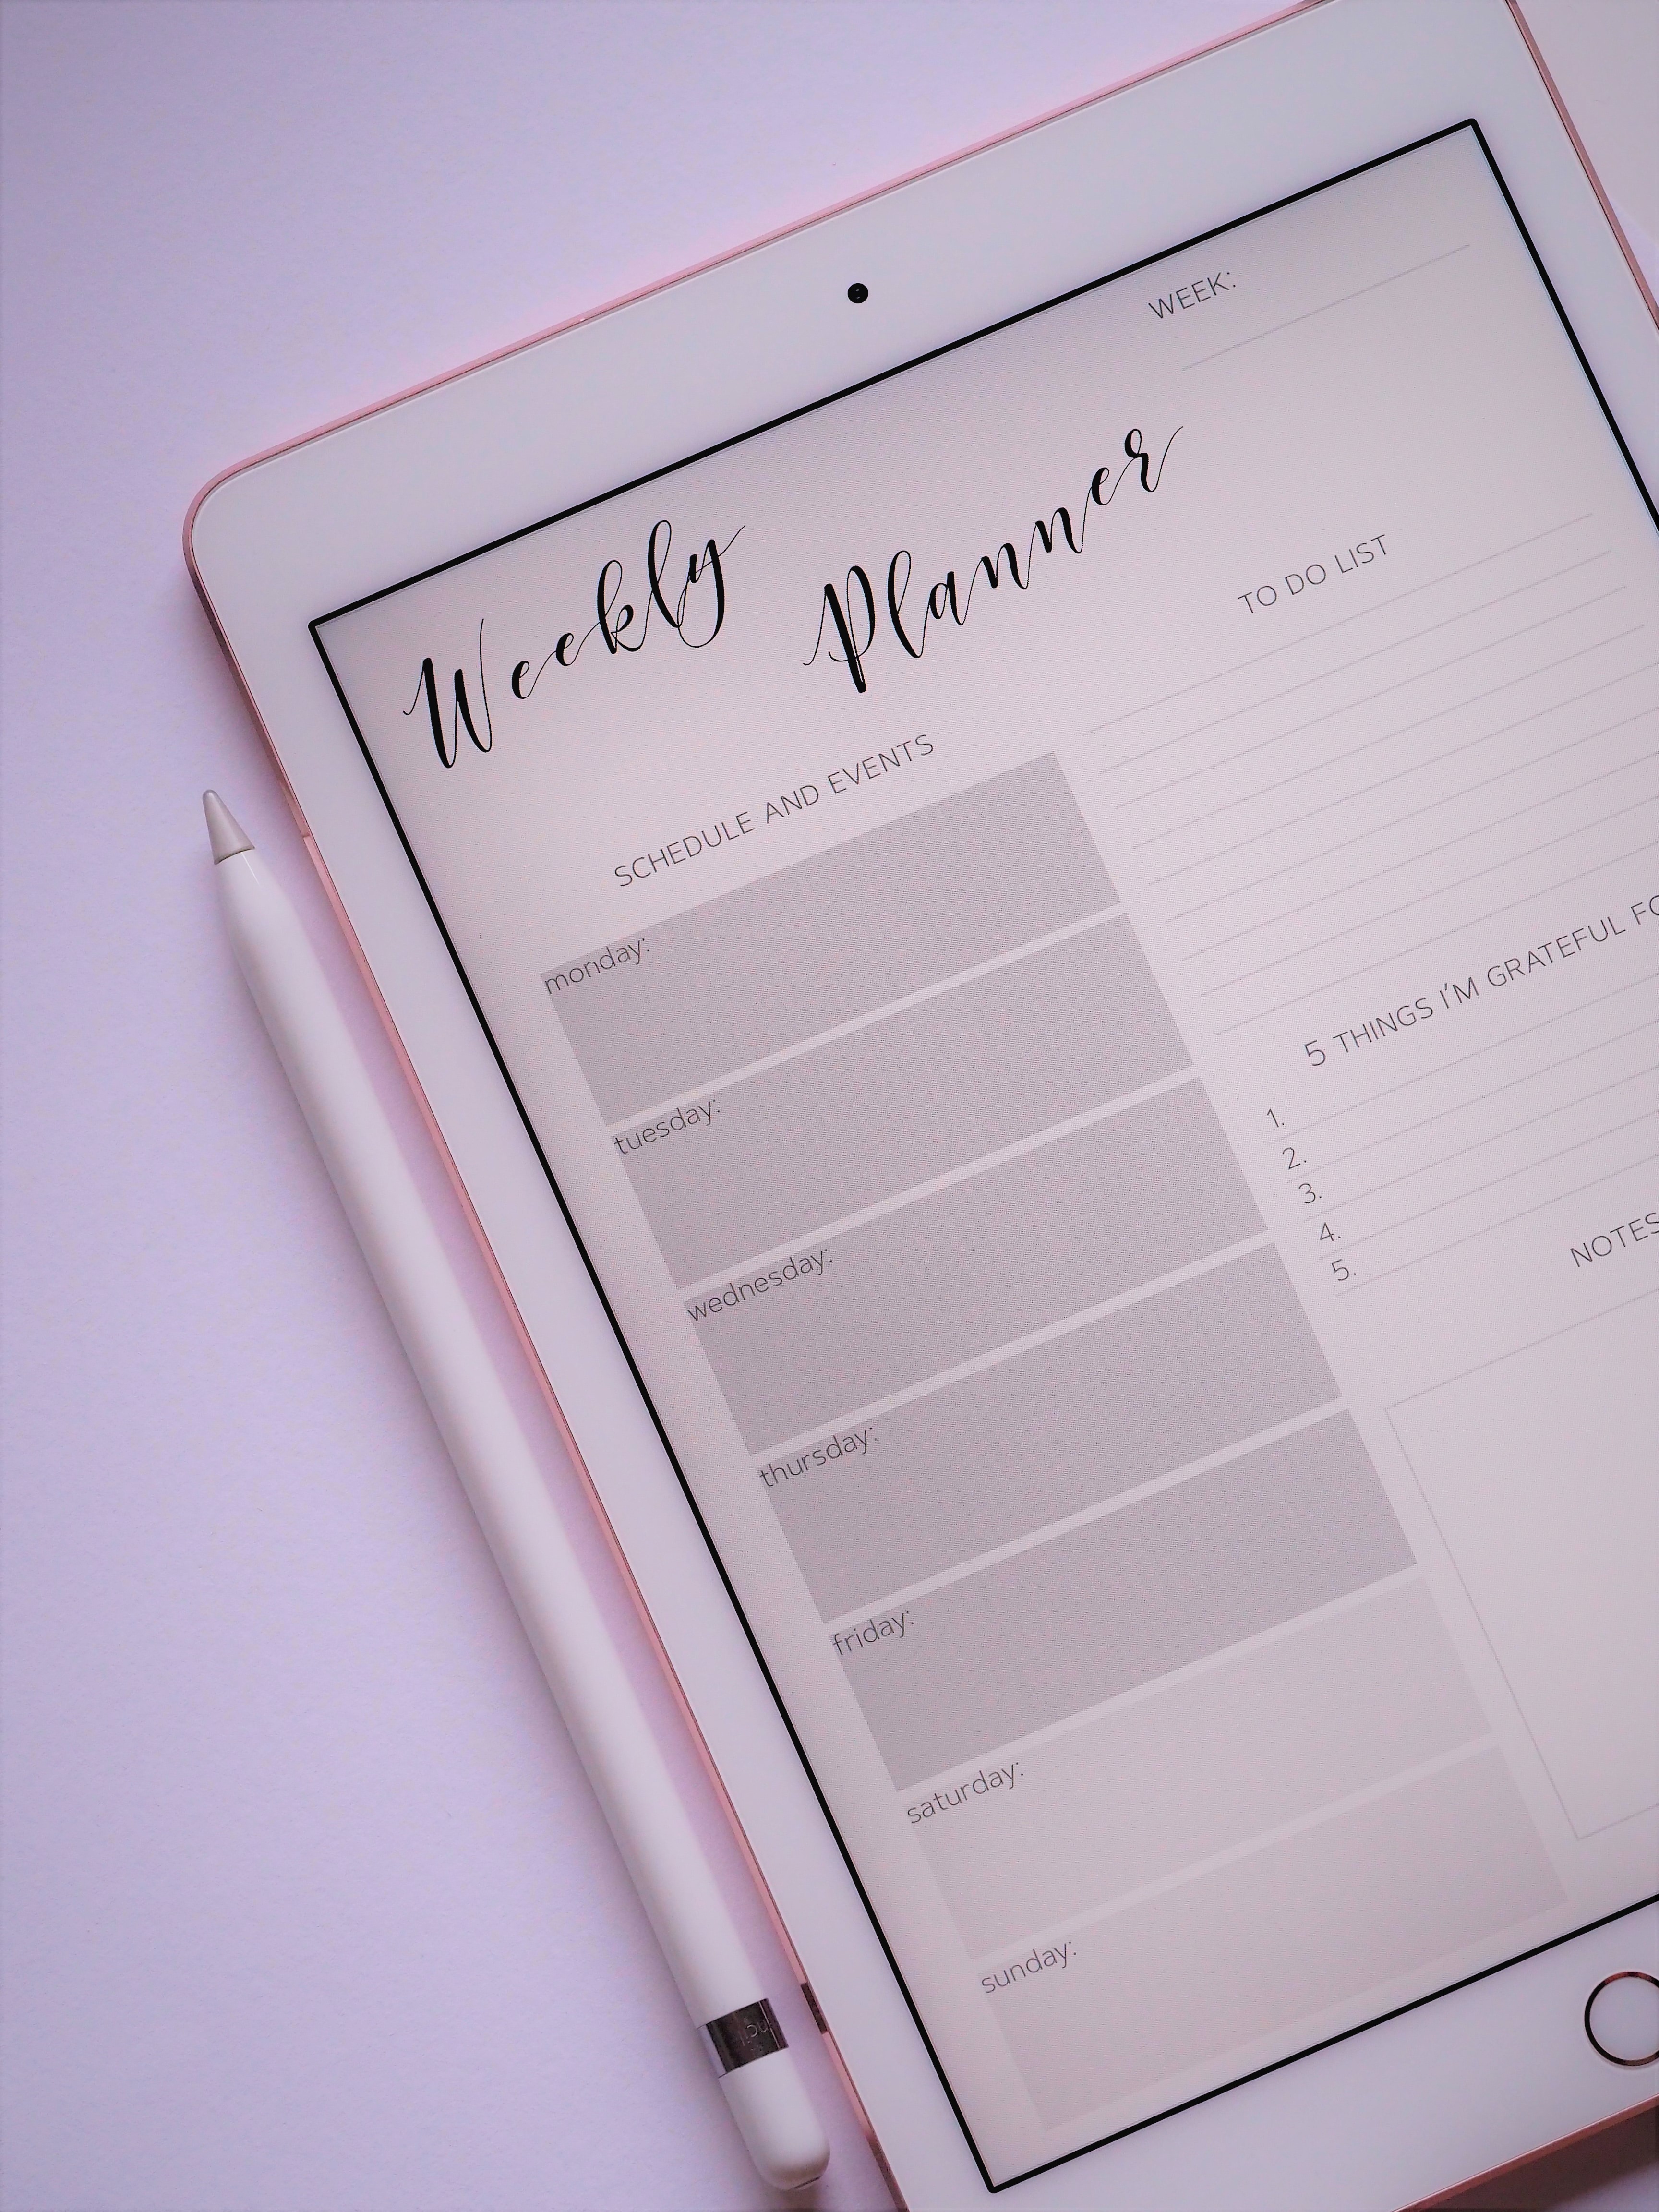 WEEK:
Weekly Planner
SCHEDULE AND EVENTS
monday:
tuesday:
wednesday:
thursday:
friday:
saturday:
sunday:
TO DO LIST
5 THINGS I'M GRATEFUL
1.
2.
3.
4.
5.
NOTES